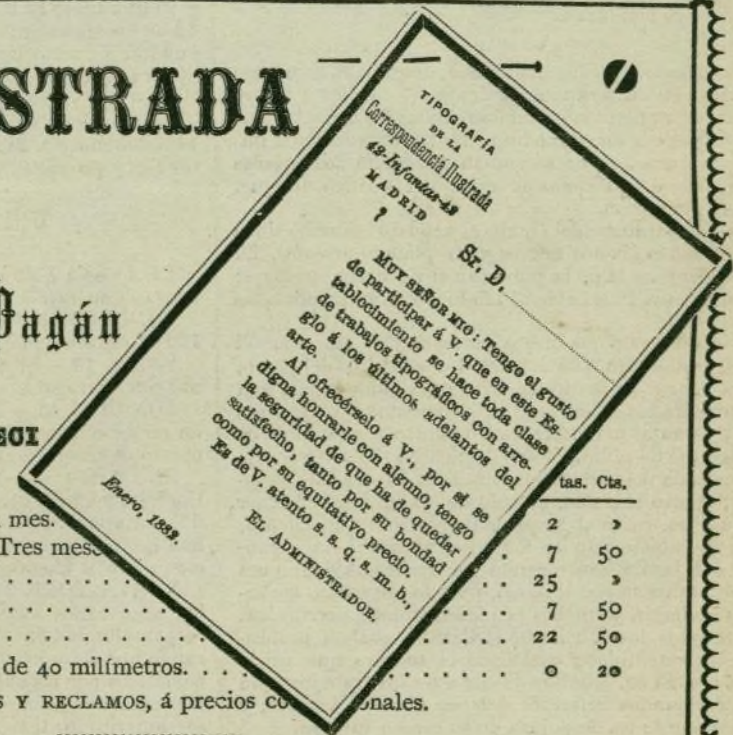 STRADA
TIPOGRAFÍA
DE LA
Correspondencia Ilustrada
42-Infantas-42
MADRID
?
Sr. D.
MUY SEÑOR MIO: Tengo el gusto
de participar á V. que en este Es-
tablecimiento se hace toda clase
de trabajos tipográficos con arre-
glo á los últimos adelantos del
arte.
Al ofrecérselo á V., por si se
digna honrarle con alguno, tengo
la seguridad de que ha de quedar
satisfecho, tanto por su bondad
como por su equitativo precio.
Es de V. atento s. s. q. s. m. b.,
EL ADMINISTRADOR.
Enero, 1882.
Pagán
ECI
tas. Cts.
mes. 2 »
Tres mese 7 50
25 »
7 50
22 50
de 40 milímetros. 0 20
S Y RECLAMOS, á precios co onales.